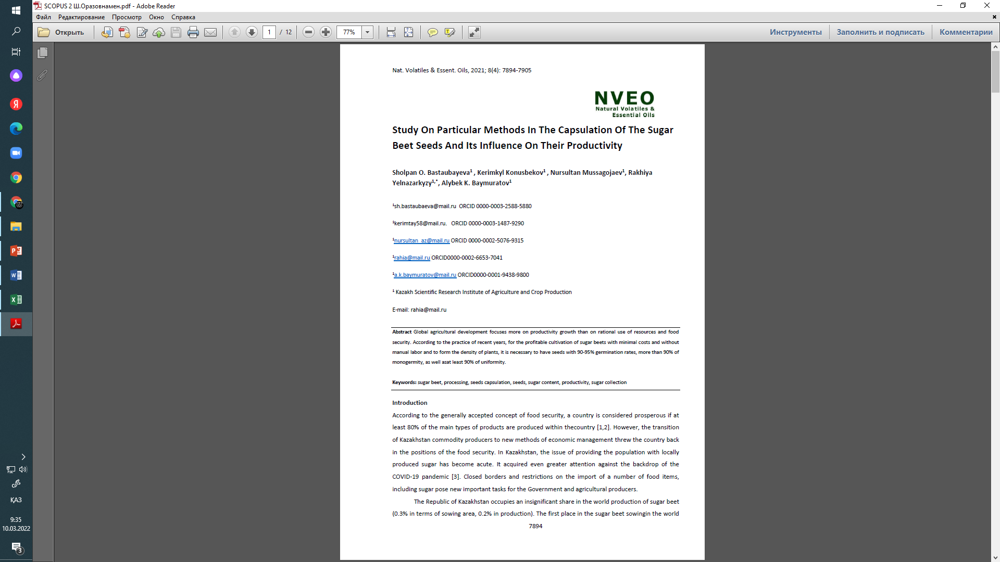 SCOPUS 2 Ш.Оразовнамен.pdf - Adobe Reader
Файл Редактирование Просмотр Окно Справка
Открыть 1 / 12 77% Инструменты Заполнить и подписать Комментарии
Nat. Volatiles & Essent. Oils, 2021; 8(4): 7894-7905
NVEO
Natural Volatiles &
Essential Oils
Study On Particular Methods In The Capsulation Of The Sugar
Beet Seeds And Its Influence On Their Productivity
Sholpan O. Bastaubayeva¹ , Kerimkyl Konusbekov¹ , Nursultan Mussagojaev¹, Rakhiya
Yelnazarkyzy¹,*, Alybek K. Baymuratov¹
¹sh.bastaubaeva@mail.ru ORCID 0000-0003-2588-5880
¹kerimtay58@mail.ru. ORCID 0000-0003-1487-9290
¹nursultan_az@mail.ru ORCID 0000-0002-5076-9315
¹rahia@mail.ru ORCID0000-0002-6653-7041
¹a.k.baymuratov@mail.ru ORCID0000-0001-9438-9800
¹ Kazakh Scientific Research Institute of Agriculture and Crop Production
E-mail: rahia@mail.ru
Abstract Global agricultural development focuses more on productivity growth than on rational use of resources and food
security. According to the practice of recent years, for the profitable cultivation of sugar beets with minimal costs and without
manual labor and to form the density of plants, it is necessary to have seeds with 90-95% germination rates, more than 90% of
monogermity, as well asat least 90% of uniformity.
Keywords: sugar beet, processing, seeds capsulation, seeds, sugar content, productivity, sugar collection
Introduction
According to the generally accepted concept of food security, a country is considered prosperous if at
least 80% of the main types of products are produced within thecountry [1,2]. However, the transition
of Kazakhstan commodity producers to new methods of economic management threw the country back
in the positions of the food security. In Kazakhstan, the issue of providing the population with locally
produced sugar has become acute. It acquired even greater attention against the backdrop of the
COVID-19 pandemic [3]. Closed borders and restrictions on the import of a number of food items,
including sugar pose new important tasks for the Government and agricultural producers.
The Republic of Kazakhstan occupies an insignificant share in the world production of sugar beet
(0.3% in terms of sowing area, 0.2% in production). The first place in the sugar beet sowingin the world
7894
ҚАЗ
9:35
10.03.2022
3